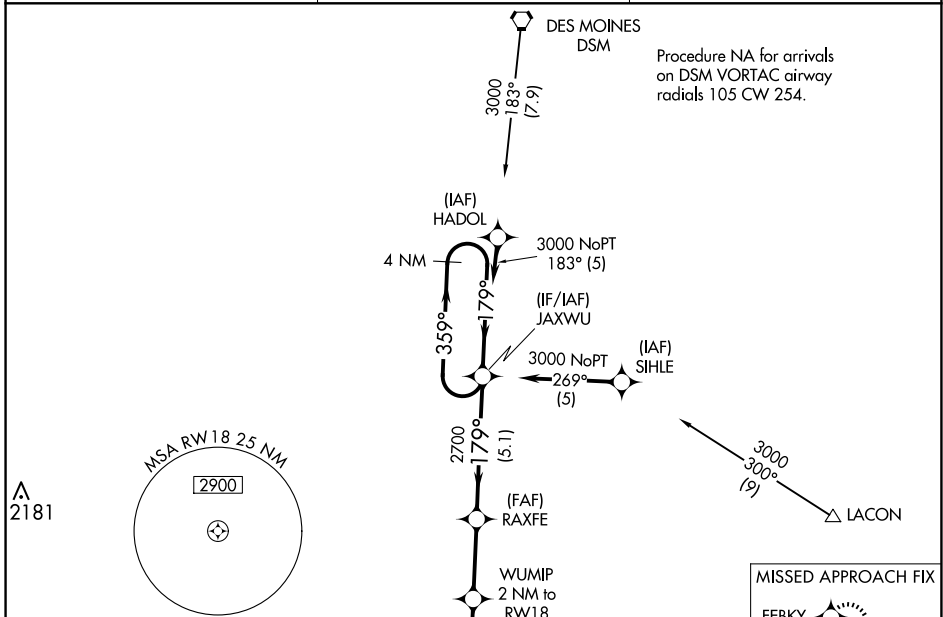 DES MOINES
DSM
Procedure NA for arrivals
on DSM VORTAC airway
radials 105 CW 254.
3000
183°
(7.9)
(IAF)
HADOL
4 NM
3000 NoPT
183° (5)
179°
359°
(IF/IAF)
JAXWU
3000 NoPT
269°
(5)
(IAF)
SIHLE
2700
179°
(5.1)
3000
300°
(9)
LACON
MSA RW18 25 NM
2900
2181
(FAF)
RAXFE
WUMIP
2 NM to
RW18
MISSED APPROACH FIX
FEBKY